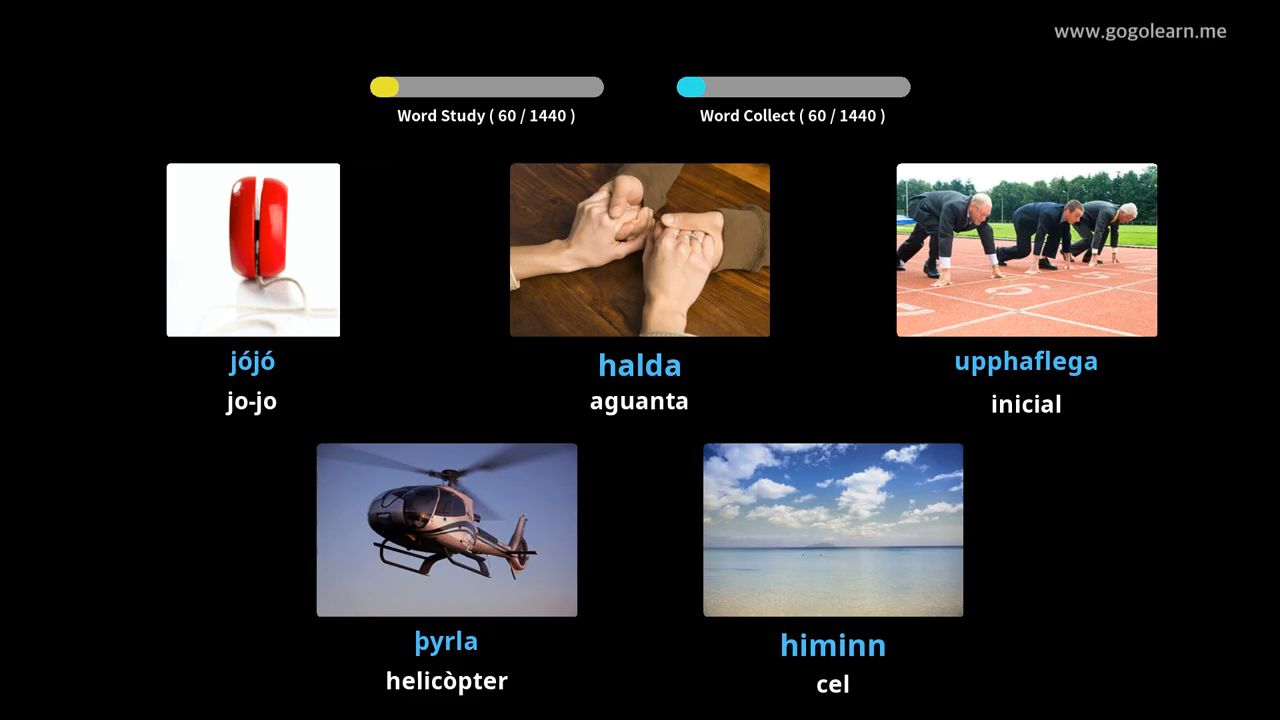 www.gogolearn.me
Word Study ( 60 / 1440 )
Word Collect ( 60 / 1440 )
jójó
jo-jo
halda
aguanta
upphaflega
inicial
þyrla
helicòpter
himinn
cel